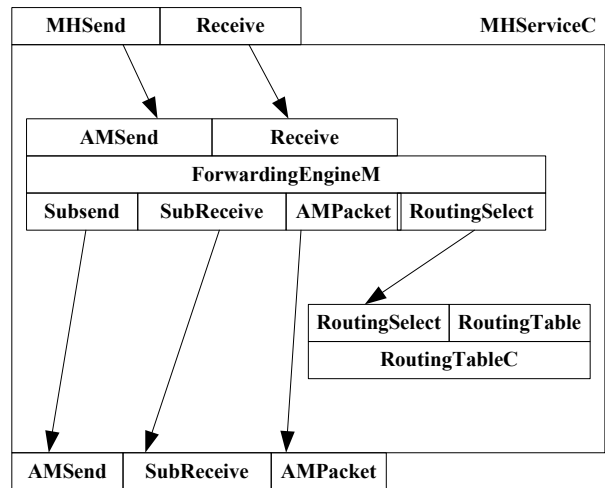 MHSend Receive MHServiceC
AMSend Receive
ForwardingEngineM
Subsend SubReceive AMPacket RoutingSelect
RoutingSelect RoutingTable
RoutingTableC
AMSend SubReceive AMPacket